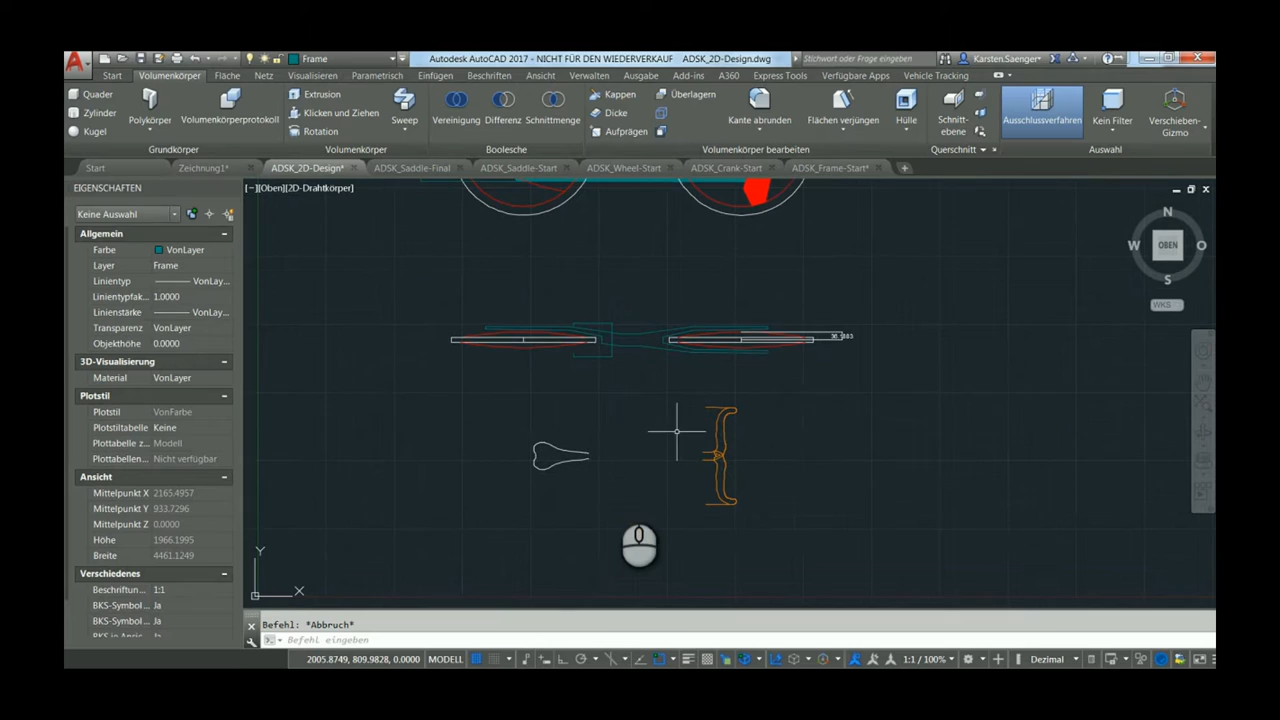 Frame
Autodesk AutoCAD 2017 - NICHT FÜR DEN WIEDERVERKAUF ADSK_2D-Design.dwg
Stichwort oder Frage eingeben
Karsten.Saenger...
Start Volumenkörper Fläche Netz Visualisieren Parametrisch Einfügen Beschriften Ansicht Verwalten Ausgabe Add-ins A360 Express Tools Verfügbare Apps Vehicle Tracking
Quader
Zylinder
Kugel
Polykörper
Volumenkörperprotokoll
Extrusion
Klicken und Ziehen
Rotation
Sweep
Vereinigung Differenz Schnittmenge
Kappen
Dicke
Aufprägen
Überlagern
Kante abrunden
Flächen verjüngen
Hülle
Schnitt-
ebene
Ausschlussverfahren
Kein Filter
Verschieben-
Gizmo
Grundkörper Volumenkörper Boolesche Volumenkörper bearbeiten Querschnitt Auswahl
Start Zeichnung1* ADSK_2D-Design* ADSK_Saddle-Final ADSK_Saddle-Start ADSK_Wheel-Start ADSK_Crank-Start ADSK_Frame-Start*
EIGENSCHAFTEN
[−][Oben][2D-Drahtkörper]
Keine Auswahl
Allgemein
Farbe VonLayer
Layer Frame
Linientyp VonLay...
Linientypfak... 1.0000
Linienstärke VonLay...
Transparenz VonLayer
Objekthöhe 0.0000
3D-Visualisierung
Material VonLayer
Plotstil
Plotstil VonFarbe
Plotstiltabelle Keine
Plottabelle z... Modell
Plottabellen... Nicht verfügbar
Ansicht
Mittelpunkt X 2165.4957
Mittelpunkt Y 933.7296
Mittelpunkt Z 0.0000
Höhe 1966.1995
Breite 4461.1249
Verschiedenes
Beschriftun... 1:1
BKS-Symbol... Ja
BKS-Symbol... Ja
BKS in Ansic... Ja
N
W OBEN O
S
WKS
Y
X
Befehl: *Abbruch*
Befehl eingeben
2005.8749, 809.9828, 0.0000 MODELL 1:1 / 100% Dezimal